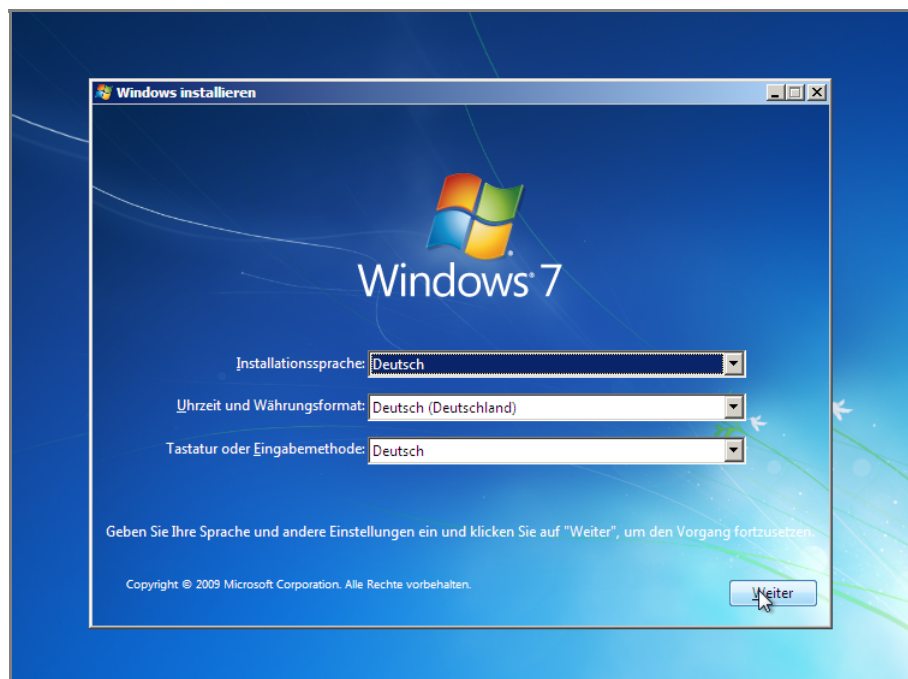 Windows installieren
Windows 7
Installationssprache: Deutsch
Uhrzeit und Währungsformat: Deutsch (Deutschland)
Tastatur oder Eingabemethode: Deutsch
Geben Sie Ihre Sprache und andere Einstellungen ein und klicken Sie auf "Weiter", um den Vorgang fortzusetzen.
Copyright © 2009 Microsoft Corporation. Alle Rechte vorbehalten.
Weiter